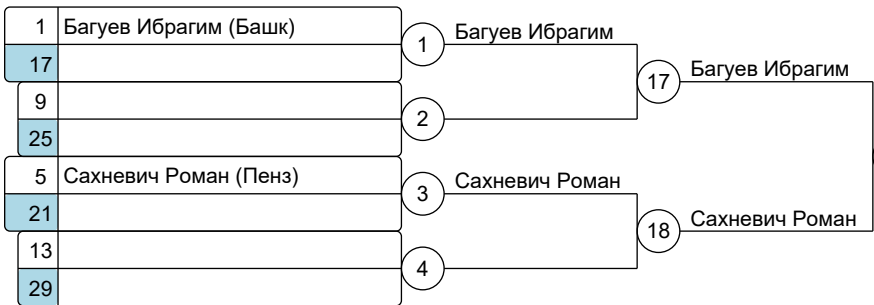 1 Багуев Ибрагим (Башк)
17
1 Багуев Ибрагим
9
25
2
17 Багуев Ибрагим
5 Сахневич Роман (Пенз)
21
3 Сахневич Роман
13
29
4
18 Сахневич Роман